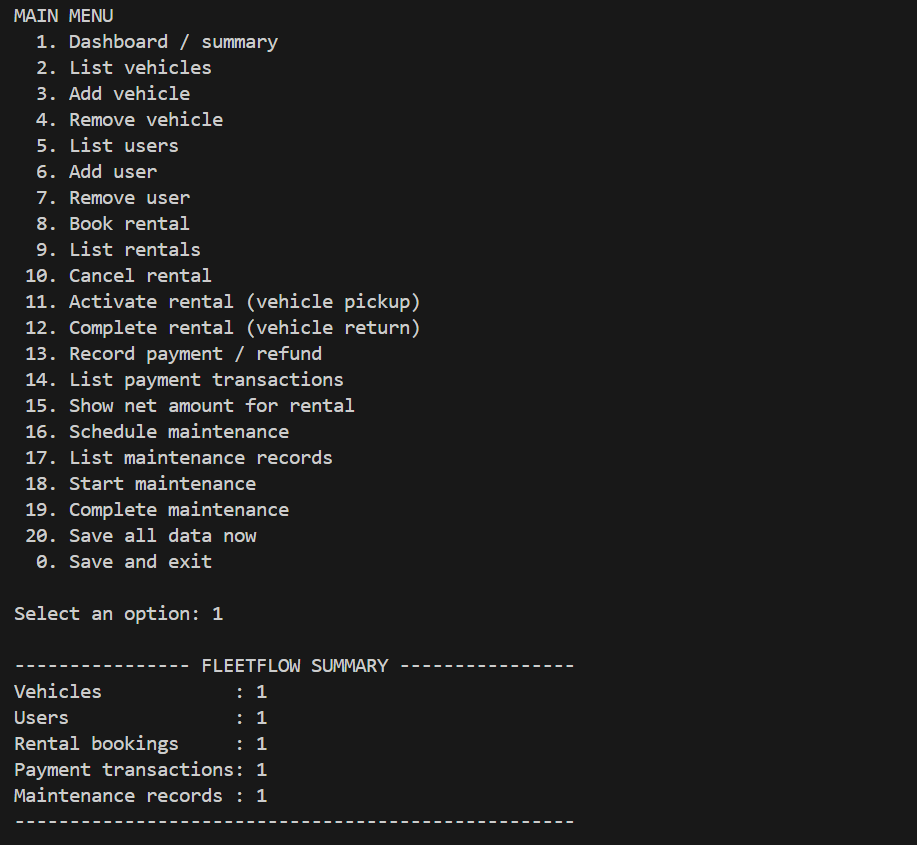 MAIN MENU
  1. Dashboard / summary
  2. List vehicles
  3. Add vehicle
  4. Remove vehicle
  5. List users
  6. Add user
  7. Remove user
  8. Book rental
  9. List rentals
 10. Cancel rental
 11. Activate rental (vehicle pickup)
 12. Complete rental (vehicle return)
 13. Record payment / refund
 14. List payment transactions
 15. Show net amount for rental
 16. Schedule maintenance
 17. List maintenance records
 18. Start maintenance
 19. Complete maintenance
 20. Save all data now
  0. Save and exit

Select an option: 1

---------------- FLEETFLOW SUMMARY ----------------
Vehicles            : 1
Users               : 1
Rental bookings     : 1
Payment transactions: 1
Maintenance records : 1
---------------------------------------------------